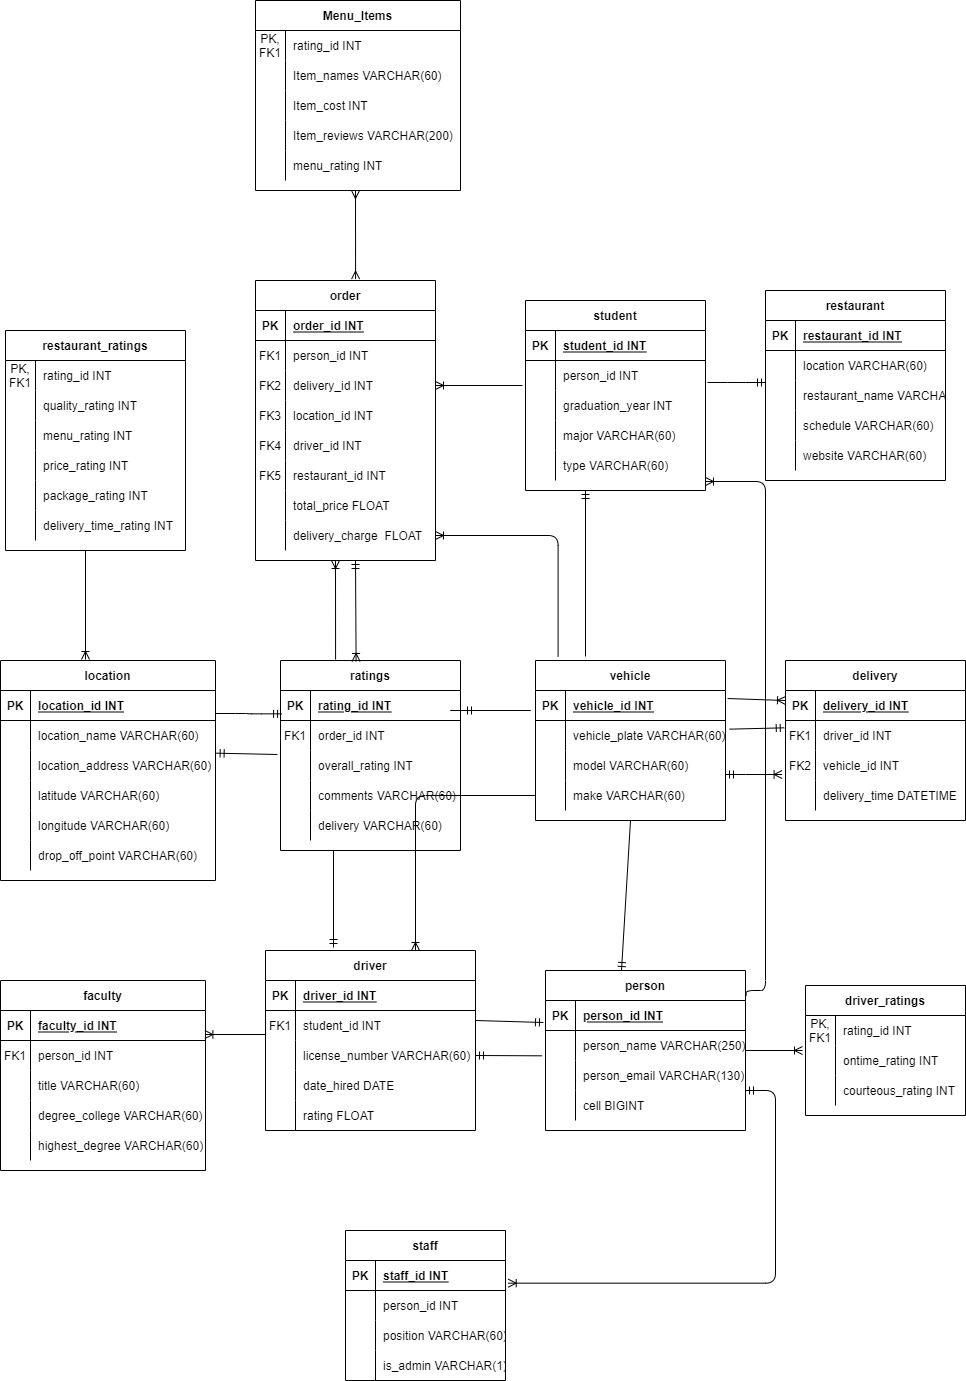 Menu_Items
PK,
FK1
rating_id INT
Item_names VARCHAR(60)
Item_cost INT
Item_reviews VARCHAR(200)
menu_rating INT
order
PK order_id INT
FK1 person_id INT
FK2 delivery_id INT
FK3 location_id INT
FK4 driver_id INT
FK5 restaurant_id INT
total_price FLOAT
delivery_charge  FLOAT
student
PK student_id INT
person_id INT
graduation_year INT
major VARCHAR(60)
type VARCHAR(60)
restaurant
PK restaurant_id INT
location VARCHAR(60)
restaurant_name VARCHA
schedule VARCHAR(60)
website VARCHAR(60)
restaurant_ratings
PK,
FK1
rating_id INT
quality_rating INT
menu_rating INT
price_rating INT
package_rating INT
delivery_time_rating INT
location
PK location_id INT
location_name VARCHAR(60)
location_address VARCHAR(60)
latitude VARCHAR(60)
longitude VARCHAR(60)
drop_off_point VARCHAR(60)
ratings
PK rating_id INT
FK1 order_id INT
overall_rating INT
comments VARCHAR(60)
delivery VARCHAR(60)
vehicle
PK vehicle_id INT
vehicle_plate VARCHAR(60)
model VARCHAR(60)
make VARCHAR(60)
delivery
PK delivery_id INT
FK1 driver_id INT
FK2 vehicle_id INT
delivery_time DATETIME
faculty
PK faculty_id INT
FK1 person_id INT
title VARCHAR(60)
degree_college VARCHAR(60)
highest_degree VARCHAR(60)
driver
PK driver_id INT
FK1 student_id INT
license_number VARCHAR(60)
date_hired DATE
rating FLOAT
person
PK person_id INT
person_name VARCHAR(250)
person_email VARCHAR(130)
cell BIGINT
driver_ratings
PK,
FK1
rating_id INT
ontime_rating INT
courteous_rating INT
staff
PK staff_id INT
person_id INT
position VARCHAR(60)
is_admin VARCHAR(1)